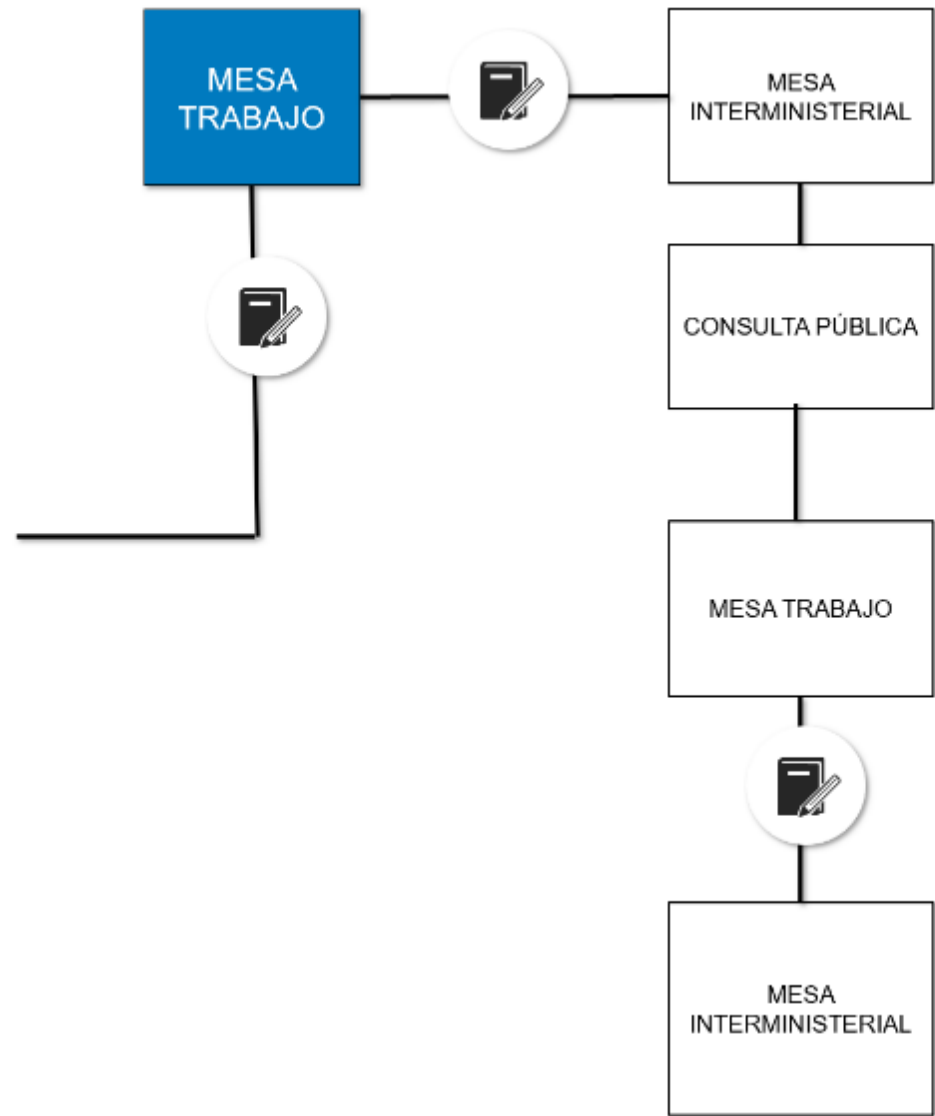 MESA
TRABAJO
MESA
INTERMINISTERIAL
CONSULTA PÚBLICA
MESA TRABAJO
MESA
INTERMINISTERIAL